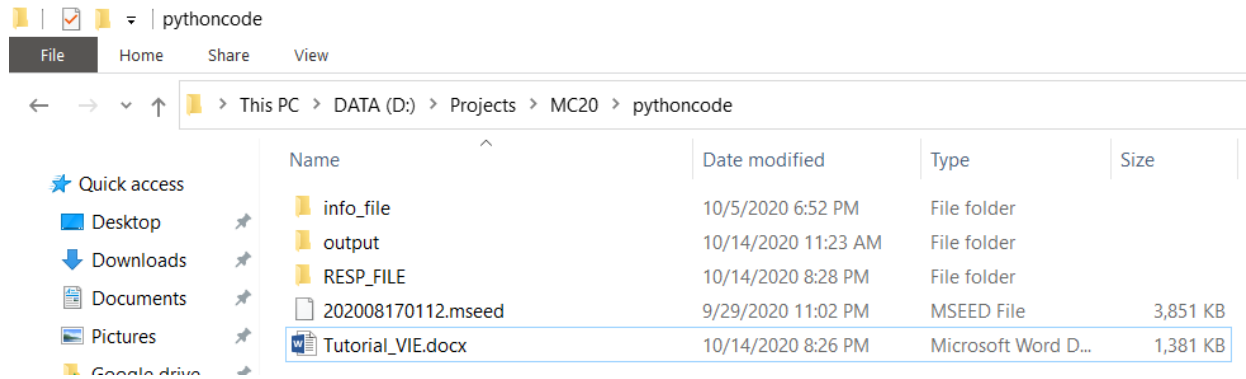 pythoncode
File Home Share View
This PC > DATA (D:) > Projects > MC20 > pythoncode
Name Date modified Type Size
Quick access
Desktop
Downloads
Documents
Pictures
Google drive
info_file 10/5/2020 6:52 PM File folder
output 10/14/2020 11:23 AM File folder
RESP_FILE 10/14/2020 8:28 PM File folder
202008170112.mseed 9/29/2020 11:02 PM MSEED File 3,851 KB
Tutorial_VIE.docx 10/14/2020 8:26 PM Microsoft Word D... 1,381 KB